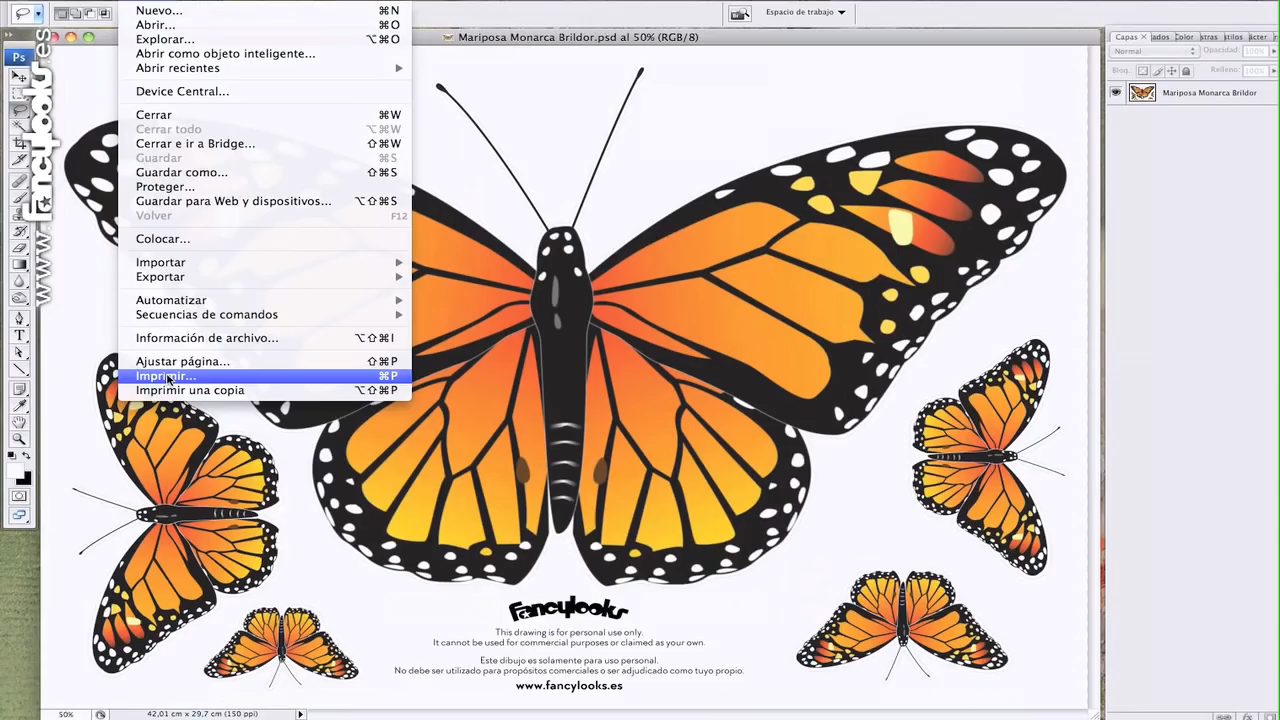 Nuevo... ⌘N
Abrir... ⌘O
Explorar... ⌥⌘O
Abrir como objeto inteligente...
Abrir recientes
Device Central...
Cerrar ⌘W
Cerrar todo ⌥⌘W
Cerrar e ir a Bridge... ⇧⌘W
Guardar ⌘S
Guardar como... ⇧⌘S
Proteger...
Guardar para Web y dispositivos... ⌥⇧⌘S
Volver F12
Colocar...
Importar
Exportar
Automatizar
Secuencias de comandos
Información de archivo... ⌥⇧⌘I
Ajustar página... ⇧⌘P
Imprimir... ⌘P
Imprimir una copia ⌥⇧⌘P
Espacio de trabajo
Mariposa Monarca Brildor.psd al 50% (RGB/8)
Ps
www.fancylooks.es
Capas
Color
Normal
Opacidad: 100%
Bloq.:
Relleno: 100%
Mariposa Monarca Brildor
Fancylooks
This drawing is for personal use only.
It cannot be used for commercial purposes or claimed as your own.
Este dibujo es solamente para uso personal.
No debe ser utilizado para propósitos comerciales o ser adjudicado como tuyo propio.
www.fancylooks.es
50%
42,01 cm x 29,7 cm (150 ppi)